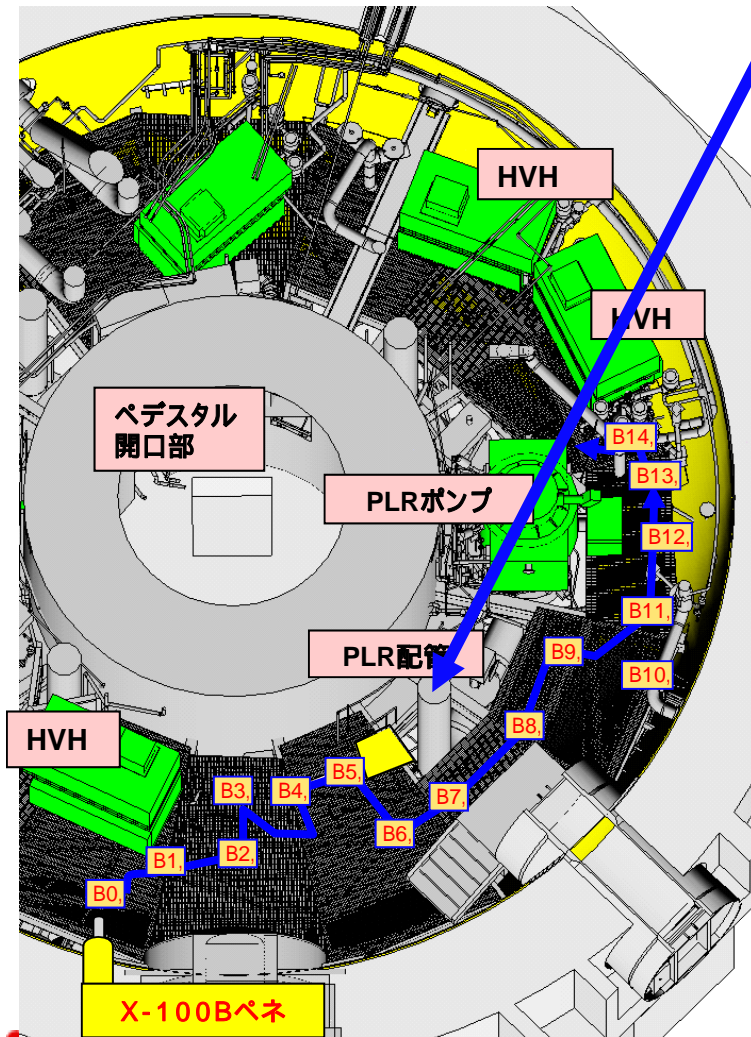 HVH
HVH
ペデスタル
開口部
B14,
B13,
PLRポンプ
B12,
B11,
B9,
PLR配管
B10,
B8,
HVH
B5,
B3,
B4,
B7,
B6,
B2,
B1,
B0,
X-100Bペネ